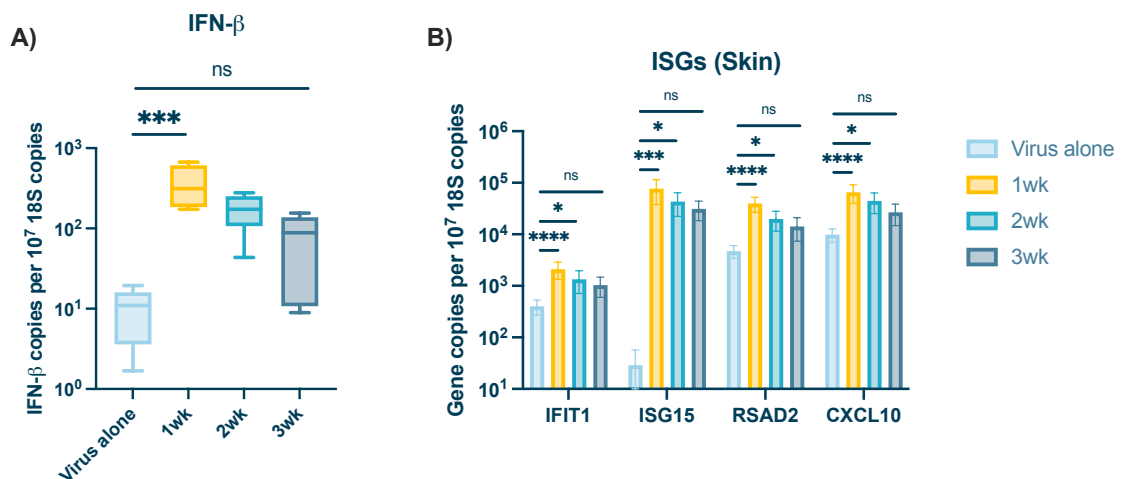 A)
IFN-β
ns
***
IFN-β copies per 10⁷ 18S copies
10³
10²
10¹
10⁰
Virus alone
1wk
2wk
3wk
B)
ISGs (Skin)
Gene copies per 10⁷ 18S copies
10⁶
10⁵
10⁴
10³
10²
10¹
ns
*
****
ns
*
***
ns
*
****
ns
*
****
IFIT1
ISG15
RSAD2
CXCL10
Virus alone
1wk
2wk
3wk